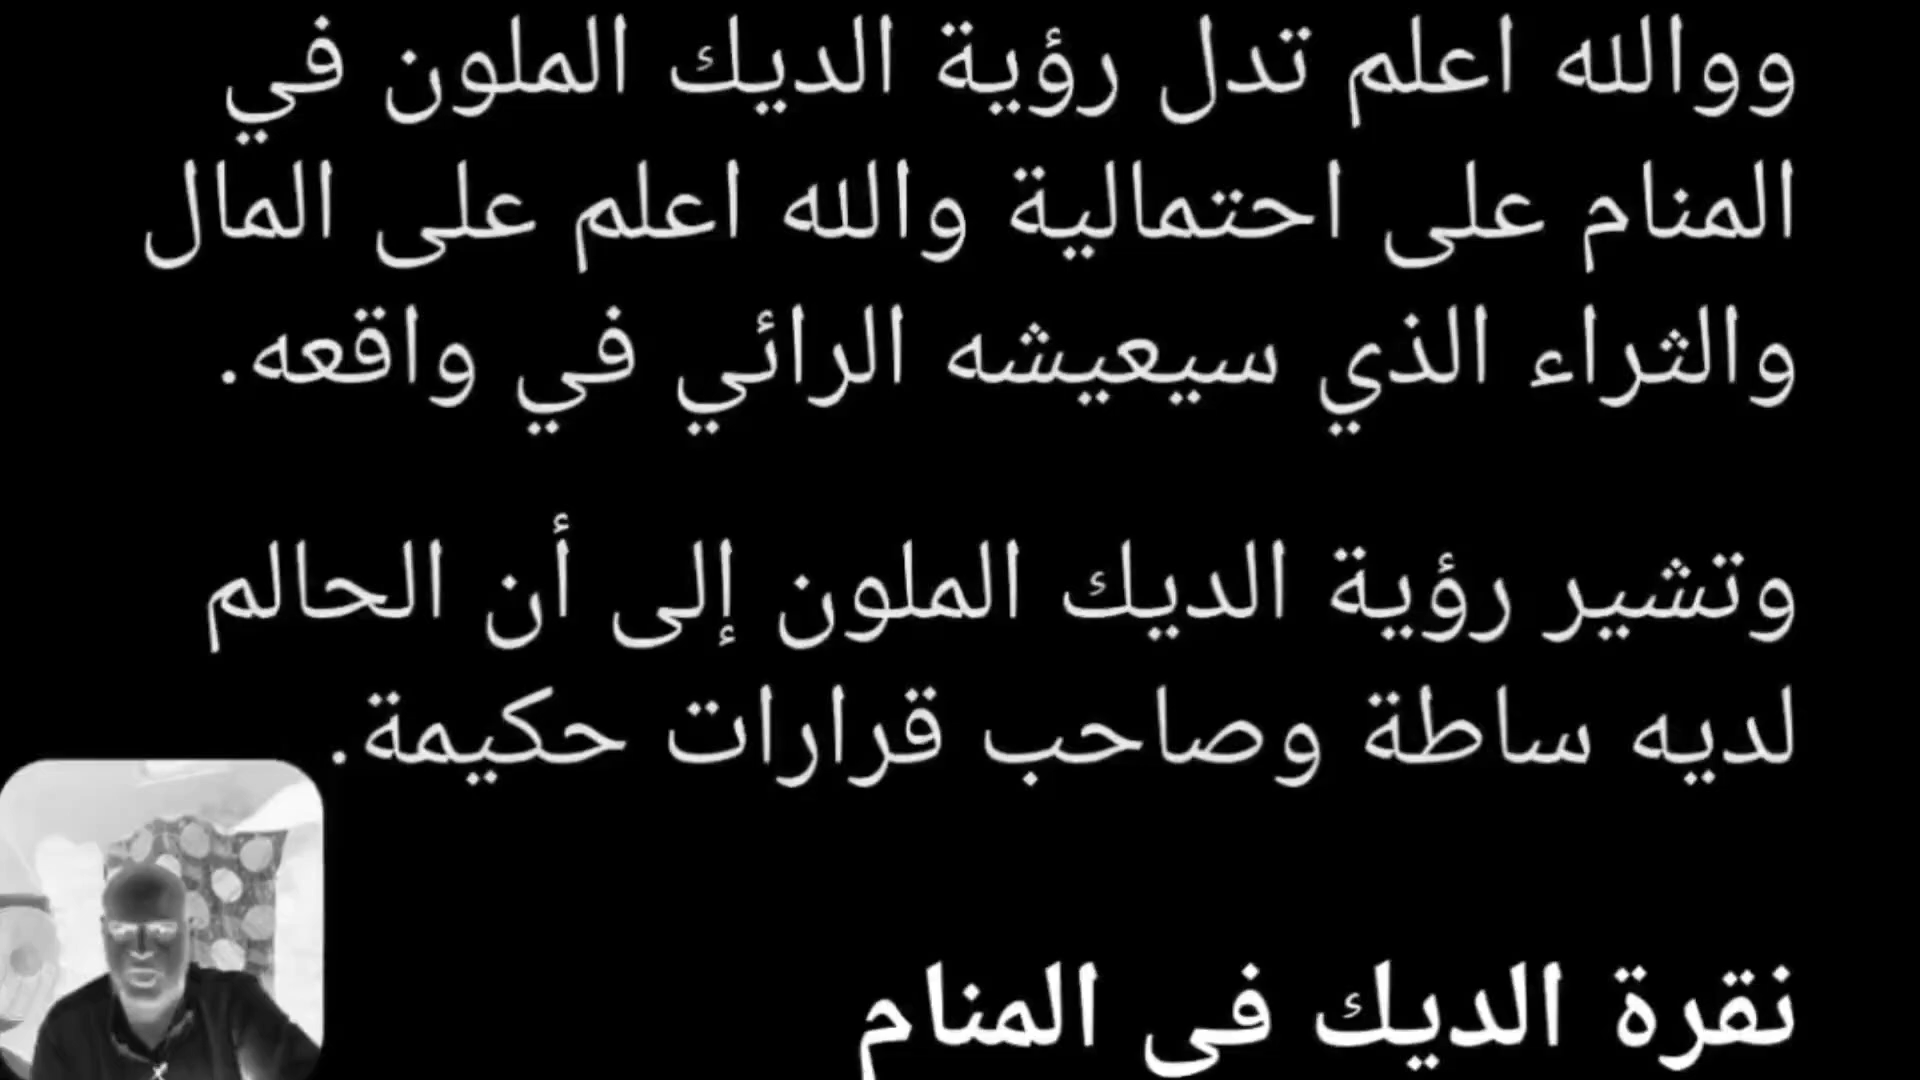 ووالله اعلم تدل رؤية الديك الملون في
المنام على احتمالية والله اعلم على المال
والثراء الذي سيعيشه الرائي في واقعه.
وتشير رؤية الديك الملون إلى أن الحالم
لديه ساطة وصاحب قرارات حكيمة.
نقرة الديك في المنام